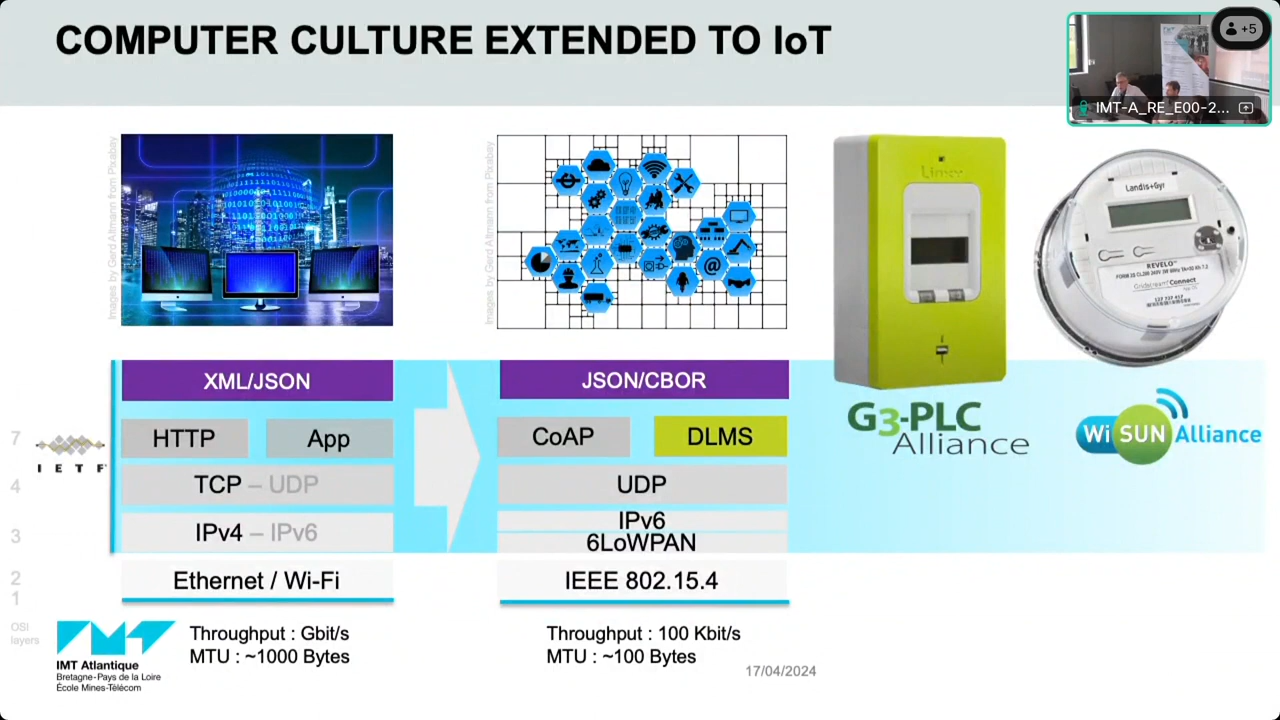 COMPUTER CULTURE EXTENDED TO IoT
+5
IMT-A_RE_E00-2...
Images by Gerd Altmann from Pixabay
Images by Gerd Altmann from Pixabay
Linky
Landis+Gyr
REVELO
Gridstream Connect
XML/JSON
JSON/CBOR
G3-PLC
Alliance
Wi SUN Alliance
7
IETF
HTTP
App
CoAP
DLMS
4
TCP – UDP
UDP
3
IPv4 – IPv6
IPv6
6LoWPAN
2
1
Ethernet / Wi-Fi
IEEE 802.15.4
OSI
layers
Throughput : Gbit/s
MTU : ~1000 Bytes
Throughput : 100 Kbit/s
MTU : ~100 Bytes
17/04/2024
IMT Atlantique
Bretagne-Pays de la Loire
École Mines-Télécom